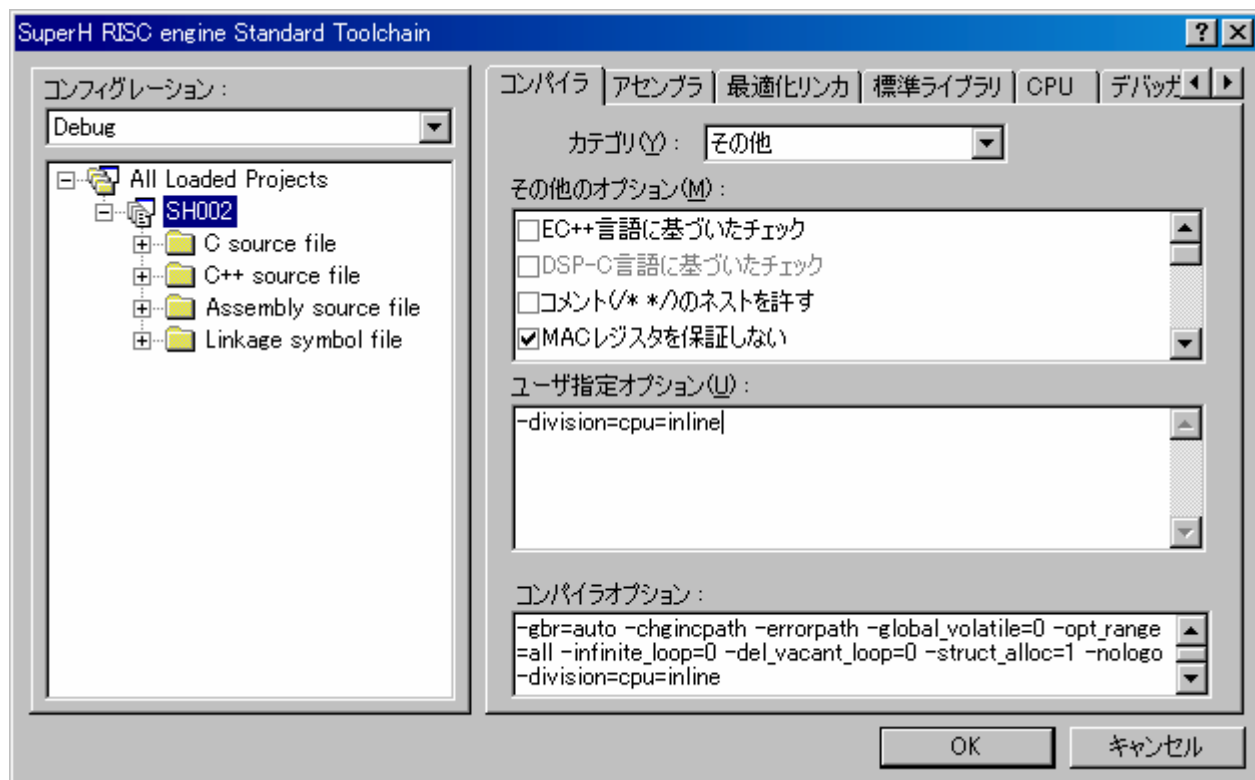 SuperH RISC engine Standard Toolchain
コンフィグレーション :
Debug
All Loaded Projects
SH002
C source file
C++ source file
Assembly source file
Linkage symbol file
コンパイラ アセンブラ 最適化リンカ 標準ライブラリ CPU デバッガ
カテゴリ(Y) : その他
その他のオプション(M) :
EC++言語に基づいたチェック
DSP-C言語に基づいたチェック
コメント(/* */)のネストを許す
MACレジスタを保証しない
ユーザ指定オプション(U) :
-division=cpu=inline
コンパイラオプション :
-gbr=auto -chgincpath -errorpath -global_volatile=0 -opt_range
=all -infinite_loop=0 -del_vacant_loop=0 -struct_alloc=1 -nologo
-division=cpu=inline
OK キャンセル